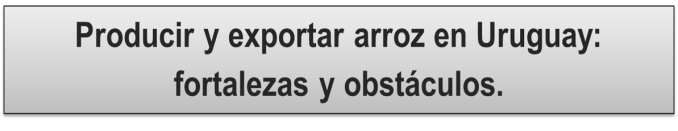 Producir y exportar arroz en Uruguay:
fortalezas y obstáculos.